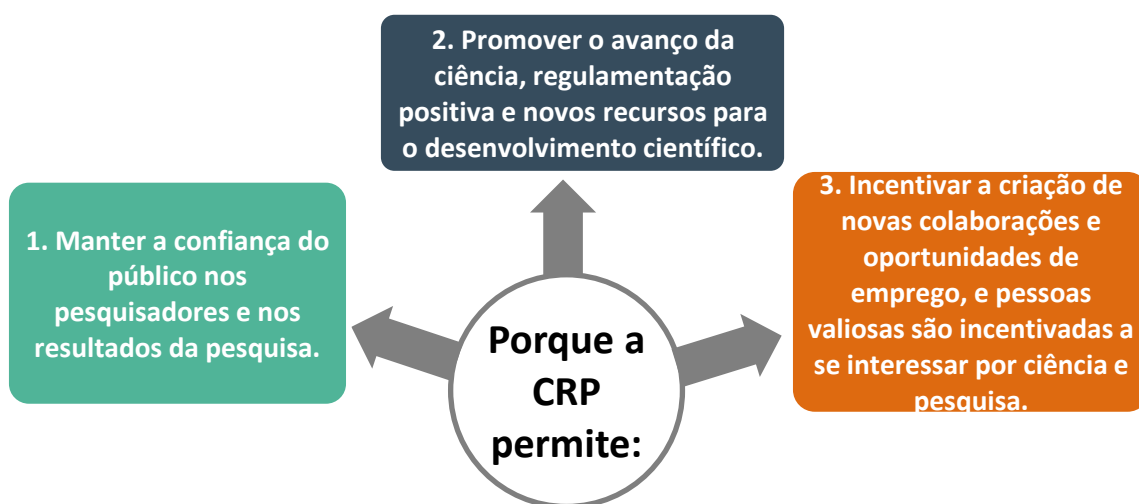 1. Manter a confiança do
público nos
pesquisadores e nos
resultados da pesquisa.
2. Promover o avanço da
ciência, regulamentação
positiva e novos recursos para
o desenvolvimento científico.
3. Incentivar a criação de
novas colaborações e
oportunidades de
emprego, e pessoas
valiosas são incentivadas a
se interessar por ciência e
pesquisa.
Porque a
CRP
permite: